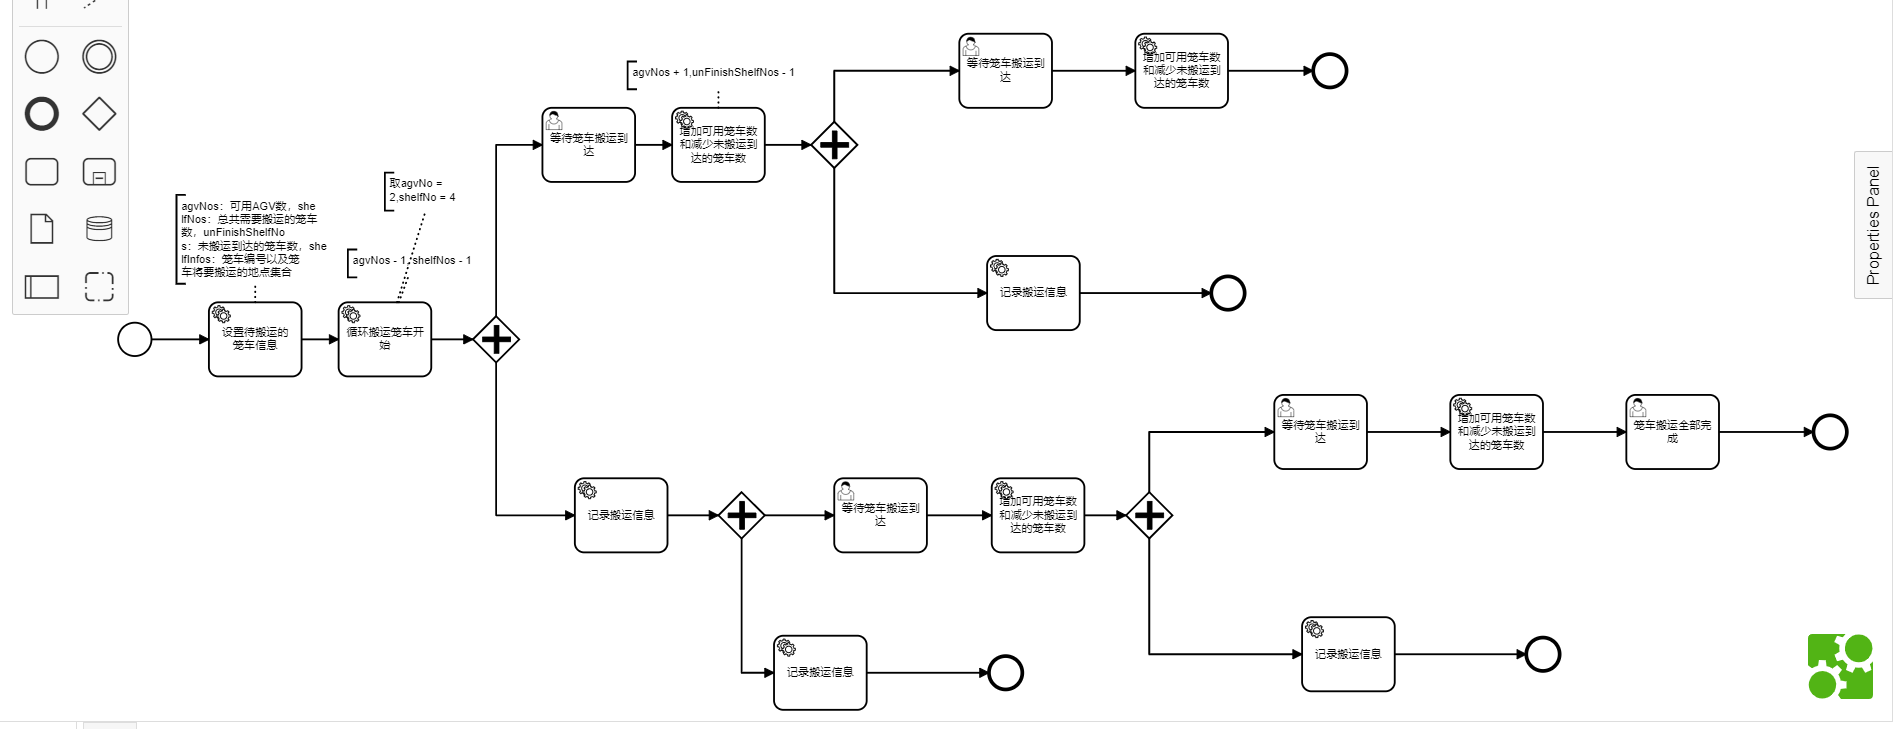 agvNos + 1,unFinishShelfNos - 1
等待笼车搬运到
达
增加可用笼车数
和减少未搬运到
达的笼车数
等待笼车搬运到
达
增加可用笼车数
和减少未搬运到
达的笼车数
取agvNo =
2,shelfNo = 4
agvNos：可用AGV数，she
lfNos：总共需要搬运的笼车
数，unFinishShelfNo
s：未搬运到达的笼车数，she
lfInfos：笼车编号以及笼
车将要搬运的地点集合
agvNos - 1, shelfNos - 1
记录搬运信息
设置待搬运的
笼车信息
循环搬运笼车开
始
等待笼车搬运到
达
增加可用笼车数
和减少未搬运到
达的笼车数
笼车搬运全部完
成
记录搬运信息
等待笼车搬运到
达
增加可用笼车数
和减少未搬运到
达的笼车数
记录搬运信息
记录搬运信息
Properties Panel